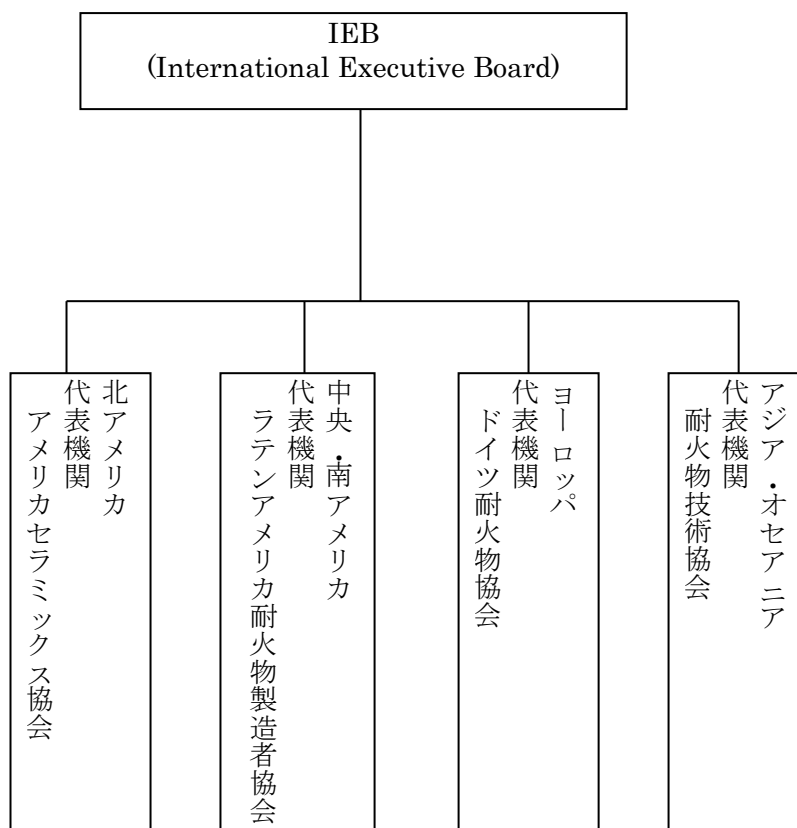 IEB
(International Executive Board)
北アメリカ
代表機関
アメリカセラミックス協会
中央・南アメリカ
代表機関
ラテンアメリカ耐火物製造者協会
ヨーロッパ
代表機関
ドイツ耐火物協会
アジア・オセアニア
代表機関
耐火物技術協会